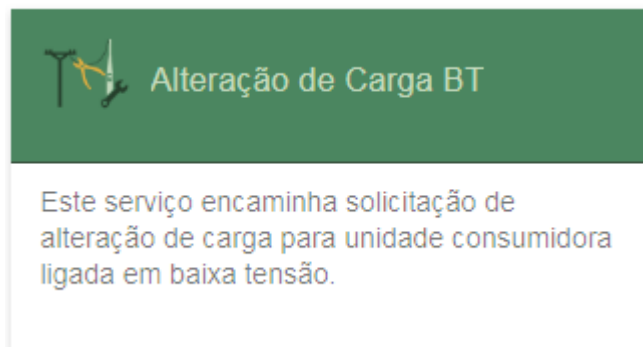 Alteração de Carga BT
Este serviço encaminha solicitação de
alteração de carga para unidade consumidora
ligada em baixa tensão.